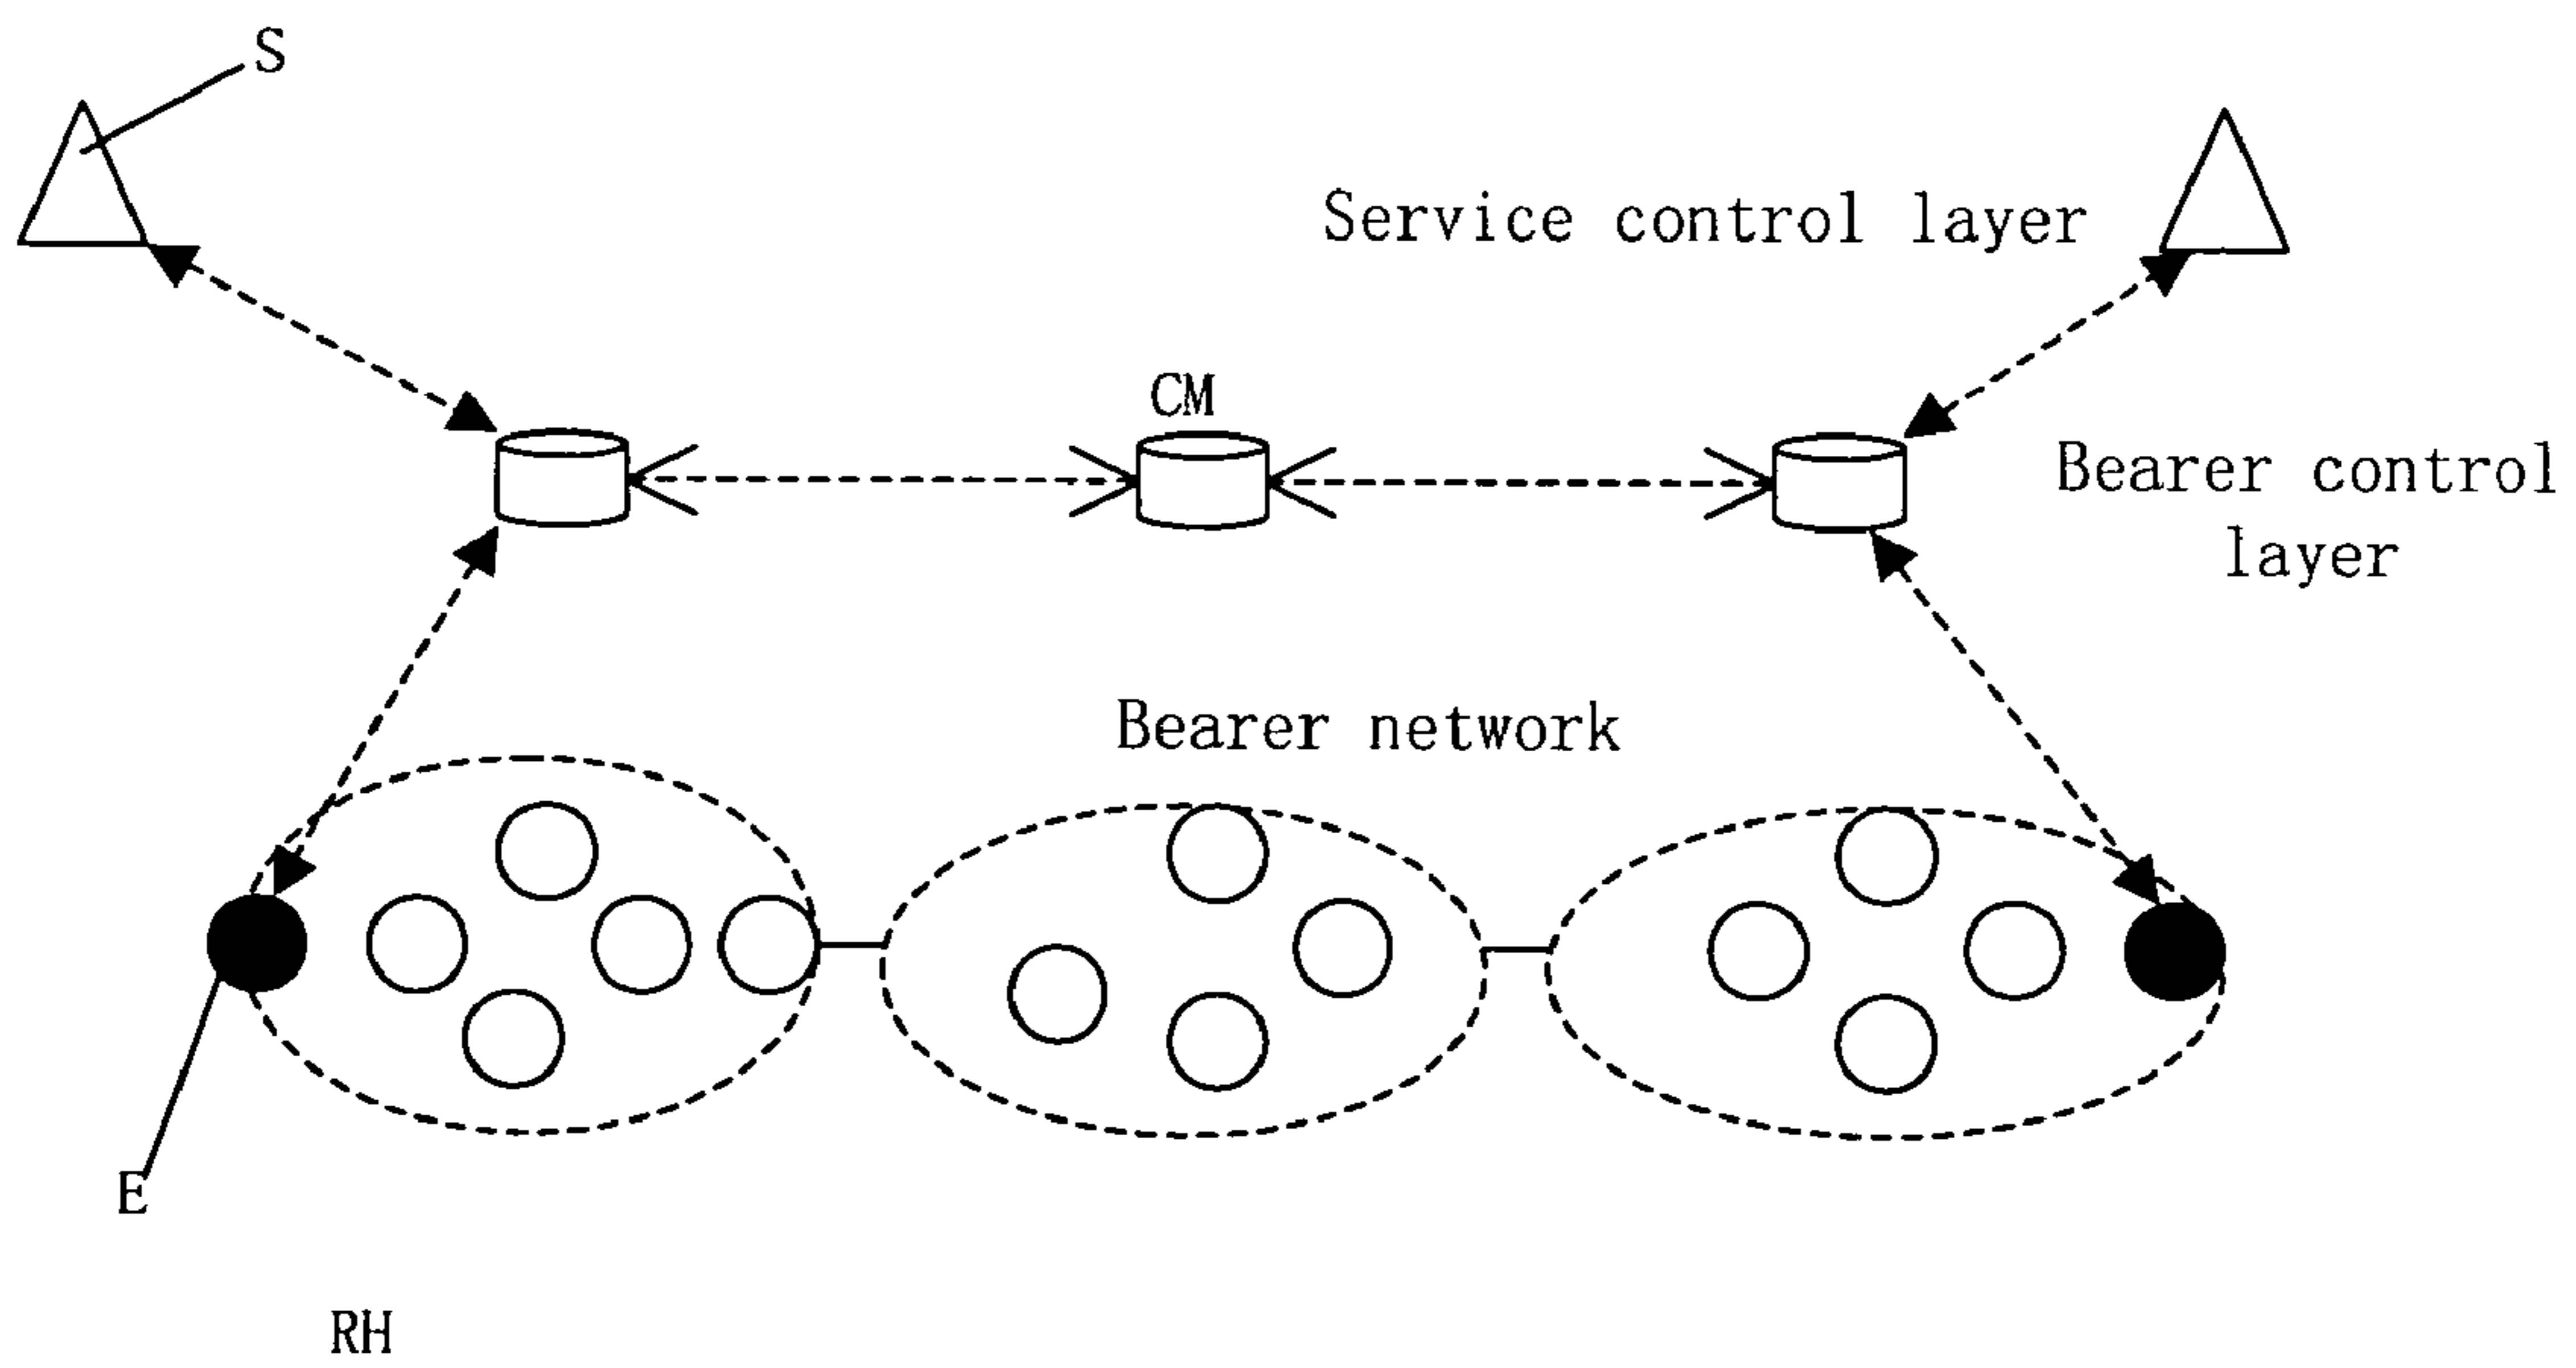 S
Service control layer
CM
Bearer control
layer
Bearer network
E
RH